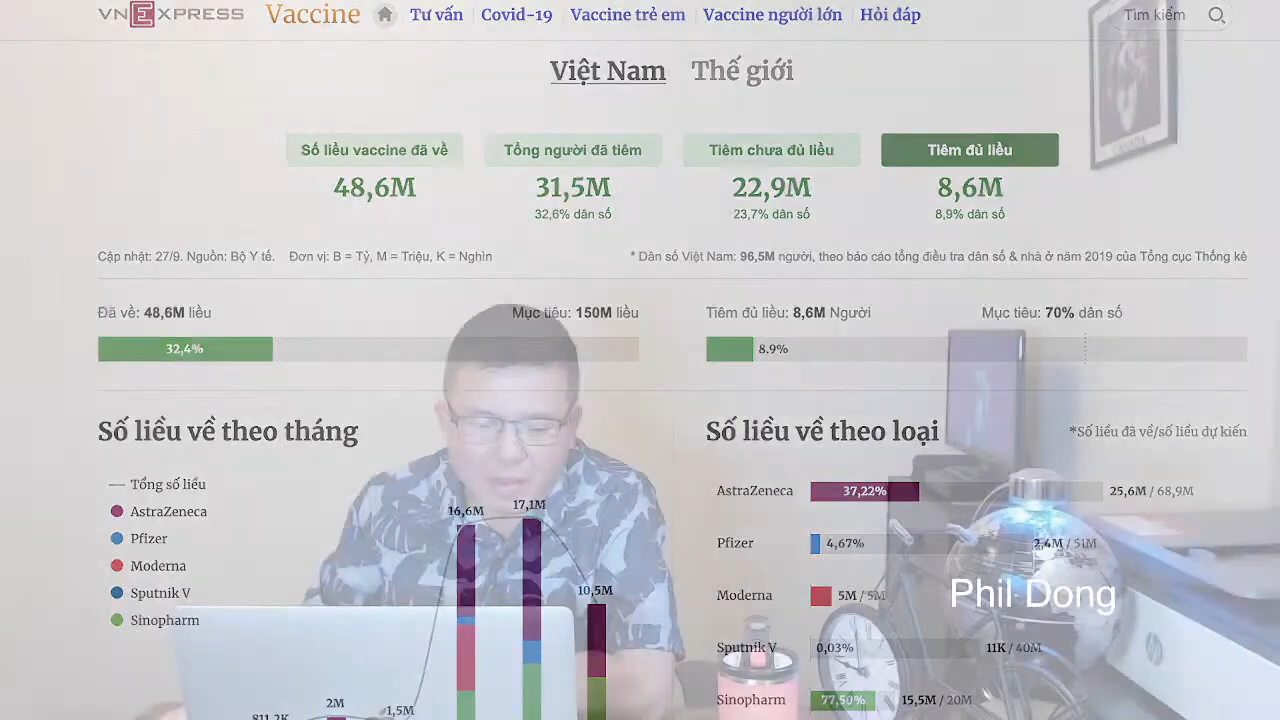 VNEXPRESS Vaccine Tư vấn Covid-19 Vaccine trẻ em Vaccine người lớn Hỏi đáp Tìm kiếm
Việt Nam Thế giới
Số liều vaccine đã về Tổng người đã tiêm Tiêm chưa đủ liều Tiêm đủ liều
48,6M 31,5M 22,9M 8,6M
32,6% dân số 23,7% dân số 8,9% dân số
Cập nhật: 27/9. Nguồn: Bộ Y tế. Đơn vị: B = Tỷ, M = Triệu, K = Nghìn * Dân số Việt Nam: 96,5M người, theo báo cáo tổng điều tra dân số & nhà ở năm 2019 của Tổng cục Thống kê
Đã về: 48,6M liều Mục tiêu: 150M liều Tiêm đủ liều: 8,6M Người Mục tiêu: 70% dân số
32,4% 8.9%
Số liều về theo tháng Số liều về theo loại *Số liều đã về/số liều dự kiến
Tổng số liều
AstraZeneca
Pfizer
Moderna
Sputnik V
Sinopharm
811,2K 2M 1,5M 16,6M 17,1M 10,5M
AstraZeneca 37,22% 25,6M / 68,9M
Pfizer 4,67% 2,4M / 51M
Moderna 5M / 5M
Sputnik V 0,03% 11K / 40M
Sinopharm 77,50% 15,5M / 20M
Phil Dong
CANADA
hp